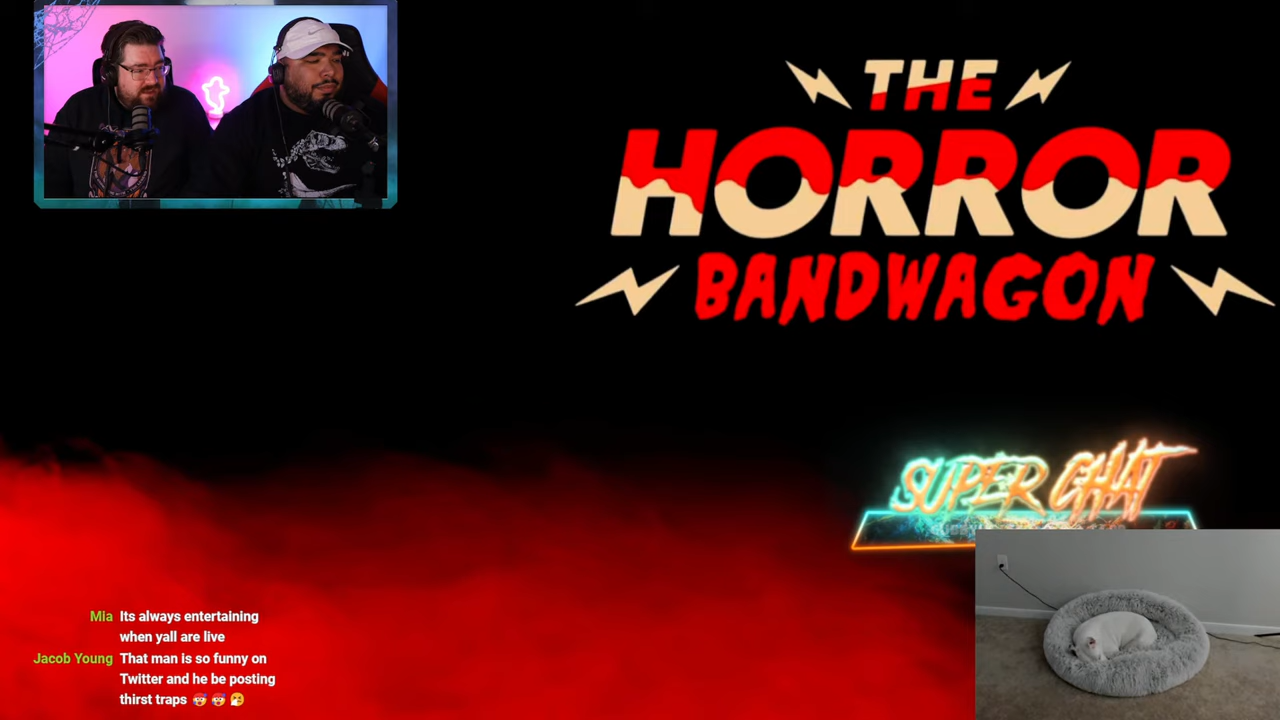 THE
HORROR
BANDWAGON
SUPER CHAT
Mia Its always entertaining
when yall are live
Jacob Young That man is so funny on
Twitter and he be posting
thirst traps 🤯 🤯 🤧